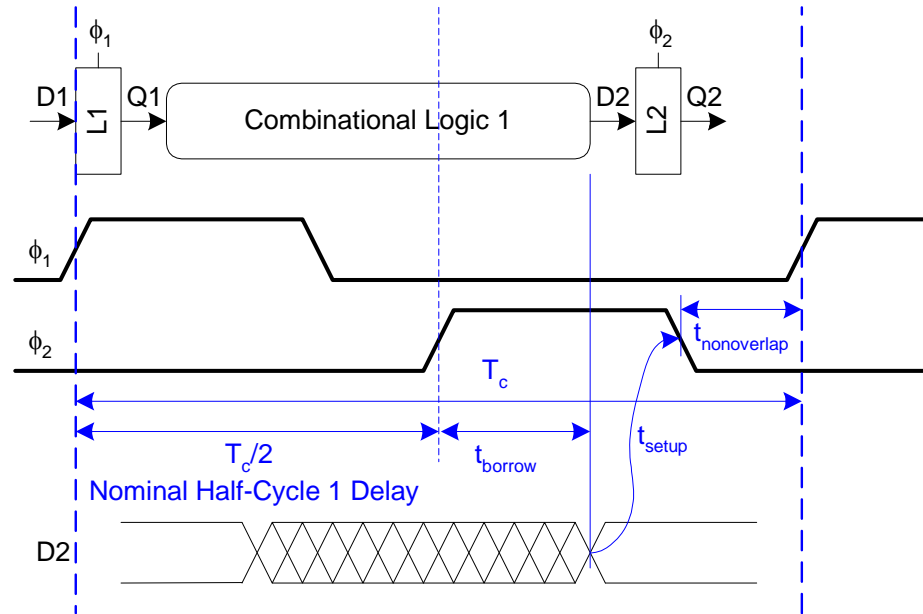 ϕ1 ϕ2
D1 L1 Q1 Combinational Logic 1 D2 L2 Q2
ϕ1
ϕ2
tnonoverlap
Tc
Tc/2 tborrow tsetup
Nominal Half-Cycle 1 Delay
D2